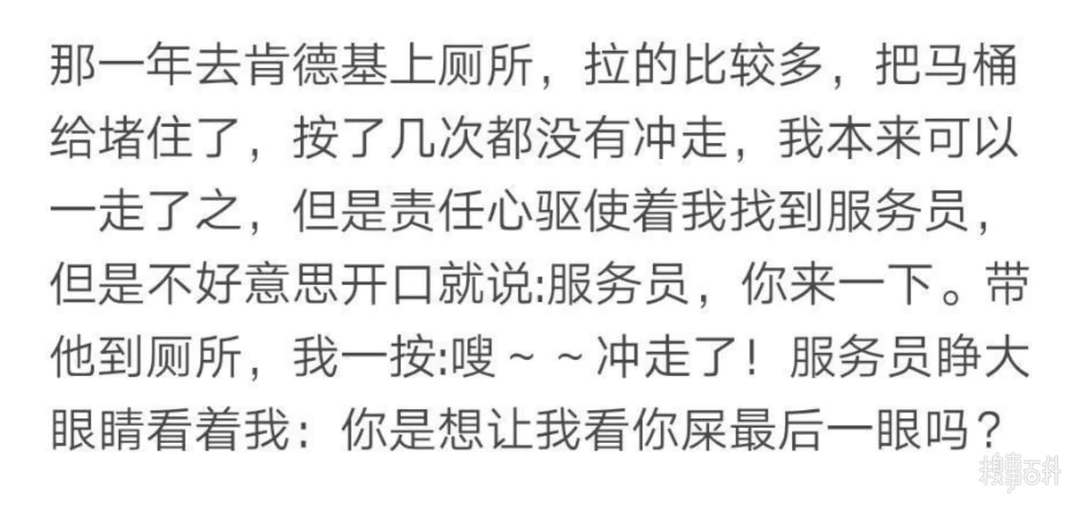 那一年去肯德基上厕所，拉的比较多，把马桶
给堵住了，按了几次都没有冲走，我本来可以
一走了之，但是责任心驱使着我找到服务员，
但是不好意思开口就说:服务员，你来一下。带
他到厕所，我一按:嗖～～冲走了！服务员睁大
眼睛看着我：你是想让我看你屎最后一眼吗？
糗事百科